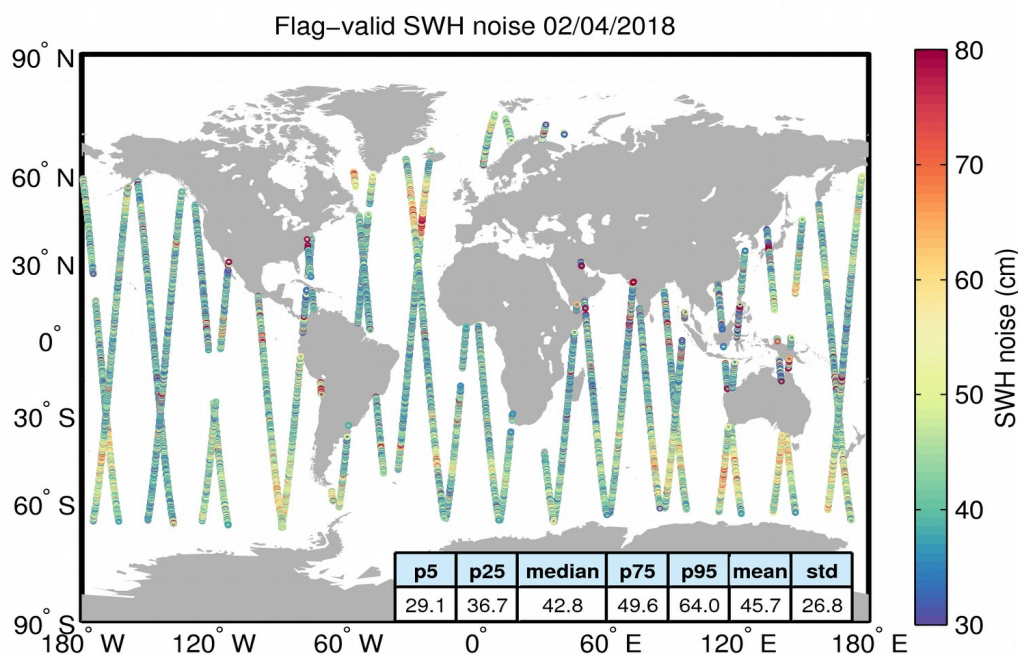 Flag−valid SWH noise 02/04/2018
90° N
60° N
30° N
0°
30° S
60° S
90° S
180° W
120° W
60° W
0°
60° E
120° E
180° E
80
70
60
50
40
30
SWH noise (cm)
p5 p25 median p75 p95 mean std
29.1 36.7 42.8 49.6 64.0 45.7 26.8